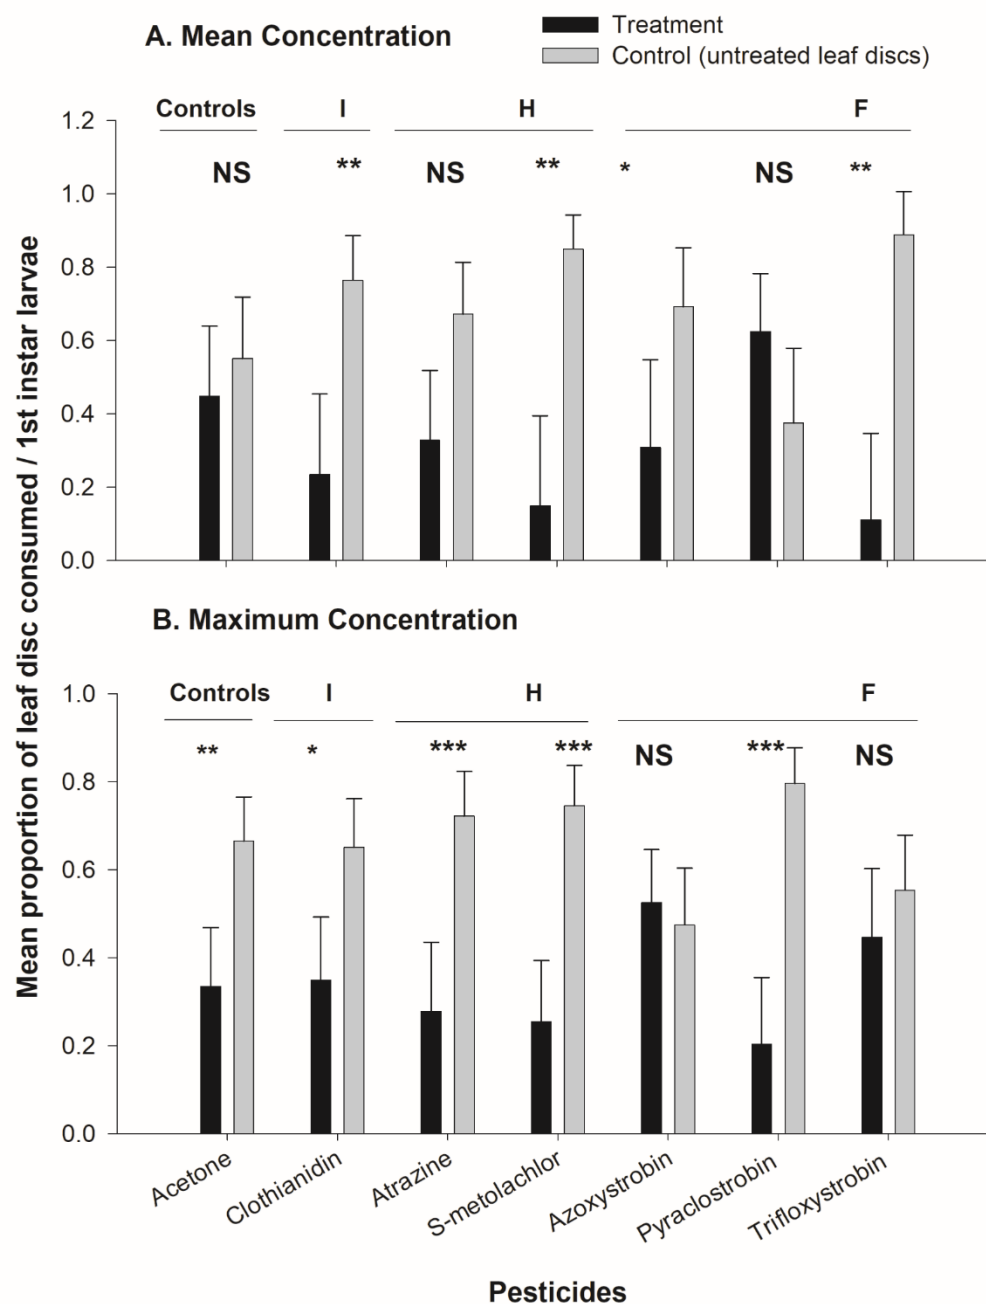 A. Mean Concentration
Treatment
Control (untreated leaf discs)
Controls I H F
NS ** NS ** * NS **
1.2
1.0
0.8
0.6
0.4
0.2
0.0
B. Maximum Concentration
Controls I H F
** * *** *** NS *** NS
1.0
0.8
0.6
0.4
0.2
0.0
Mean proportion of leaf disc consumed / 1st instar larvae
Acetone
Clothianidin
Atrazine
S-metolachlor
Azoxystrobin
Pyraclostrobin
Trifloxystrobin
Pesticides